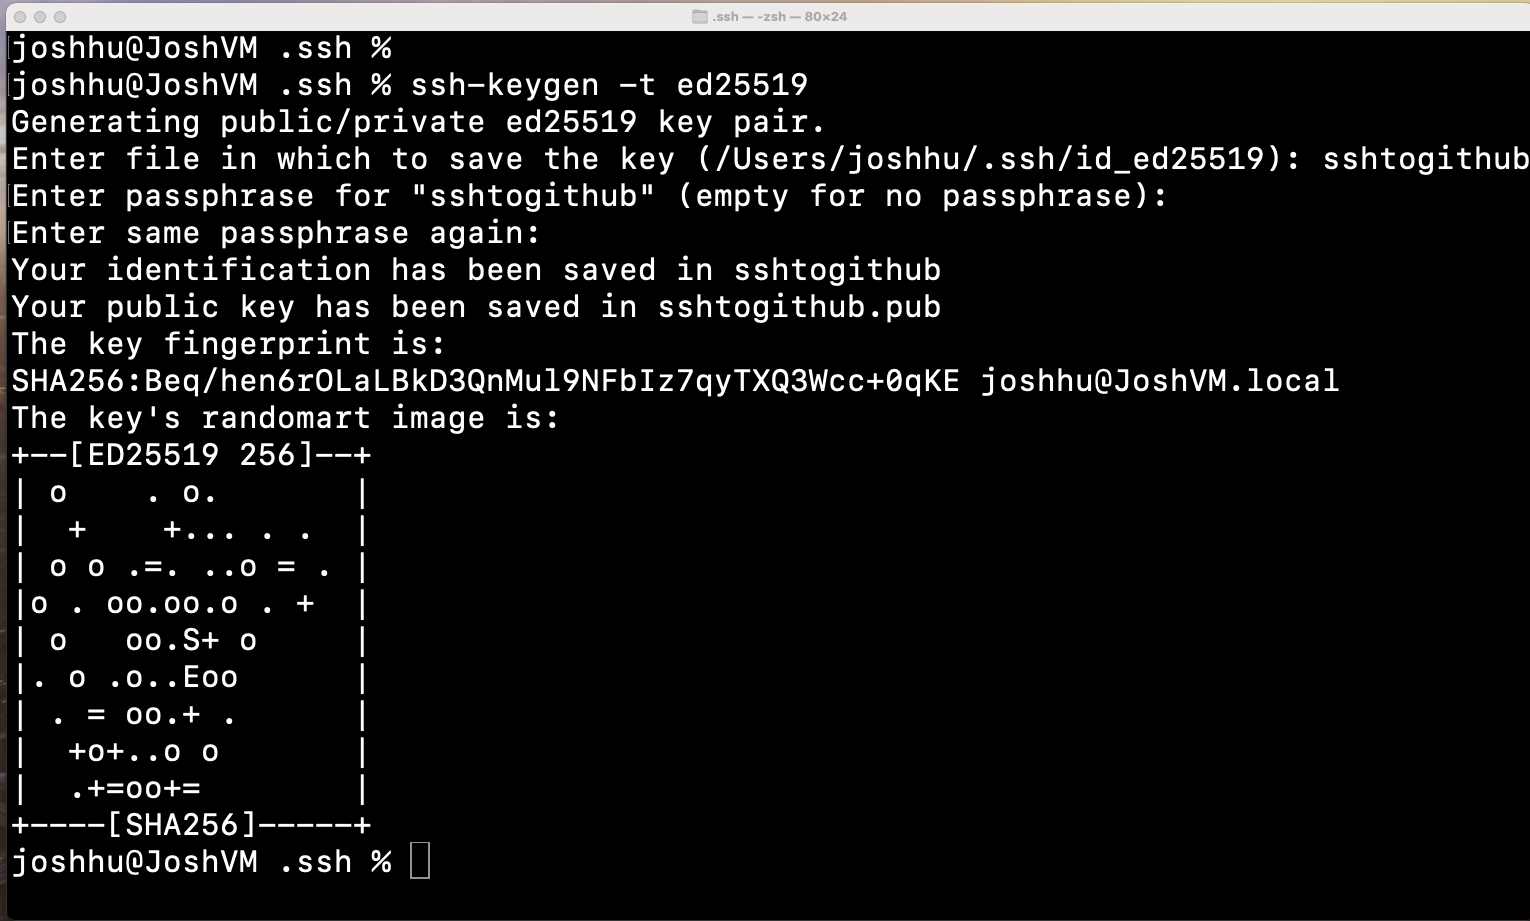 .ssh — -zsh — 80×24
joshhu@JoshVM .ssh %
joshhu@JoshVM .ssh % ssh-keygen -t ed25519
Generating public/private ed25519 key pair.
Enter file in which to save the key (/Users/joshhu/.ssh/id_ed25519): sshtogithub
Enter passphrase for "sshtogithub" (empty for no passphrase):
Enter same passphrase again:
Your identification has been saved in sshtogithub
Your public key has been saved in sshtogithub.pub
The key fingerprint is:
SHA256:Beq/hen6rOLaLBkD3QnMul9NFbIz7qyTXQ3Wcc+0qKE joshhu@JoshVM.local
The key's randomart image is:
+--[ED25519 256]--+
| o    . o.       |
|  +    +... . .  |
| o o .=. ..o = . |
|o . oo.oo.o . +  |
| o   oo.S+ o     |
|. o .o..Eoo      |
| . = oo.+ .      |
|  +o+..o o       |
|  .+=oo+=        |
+----[SHA256]-----+
joshhu@JoshVM .ssh %